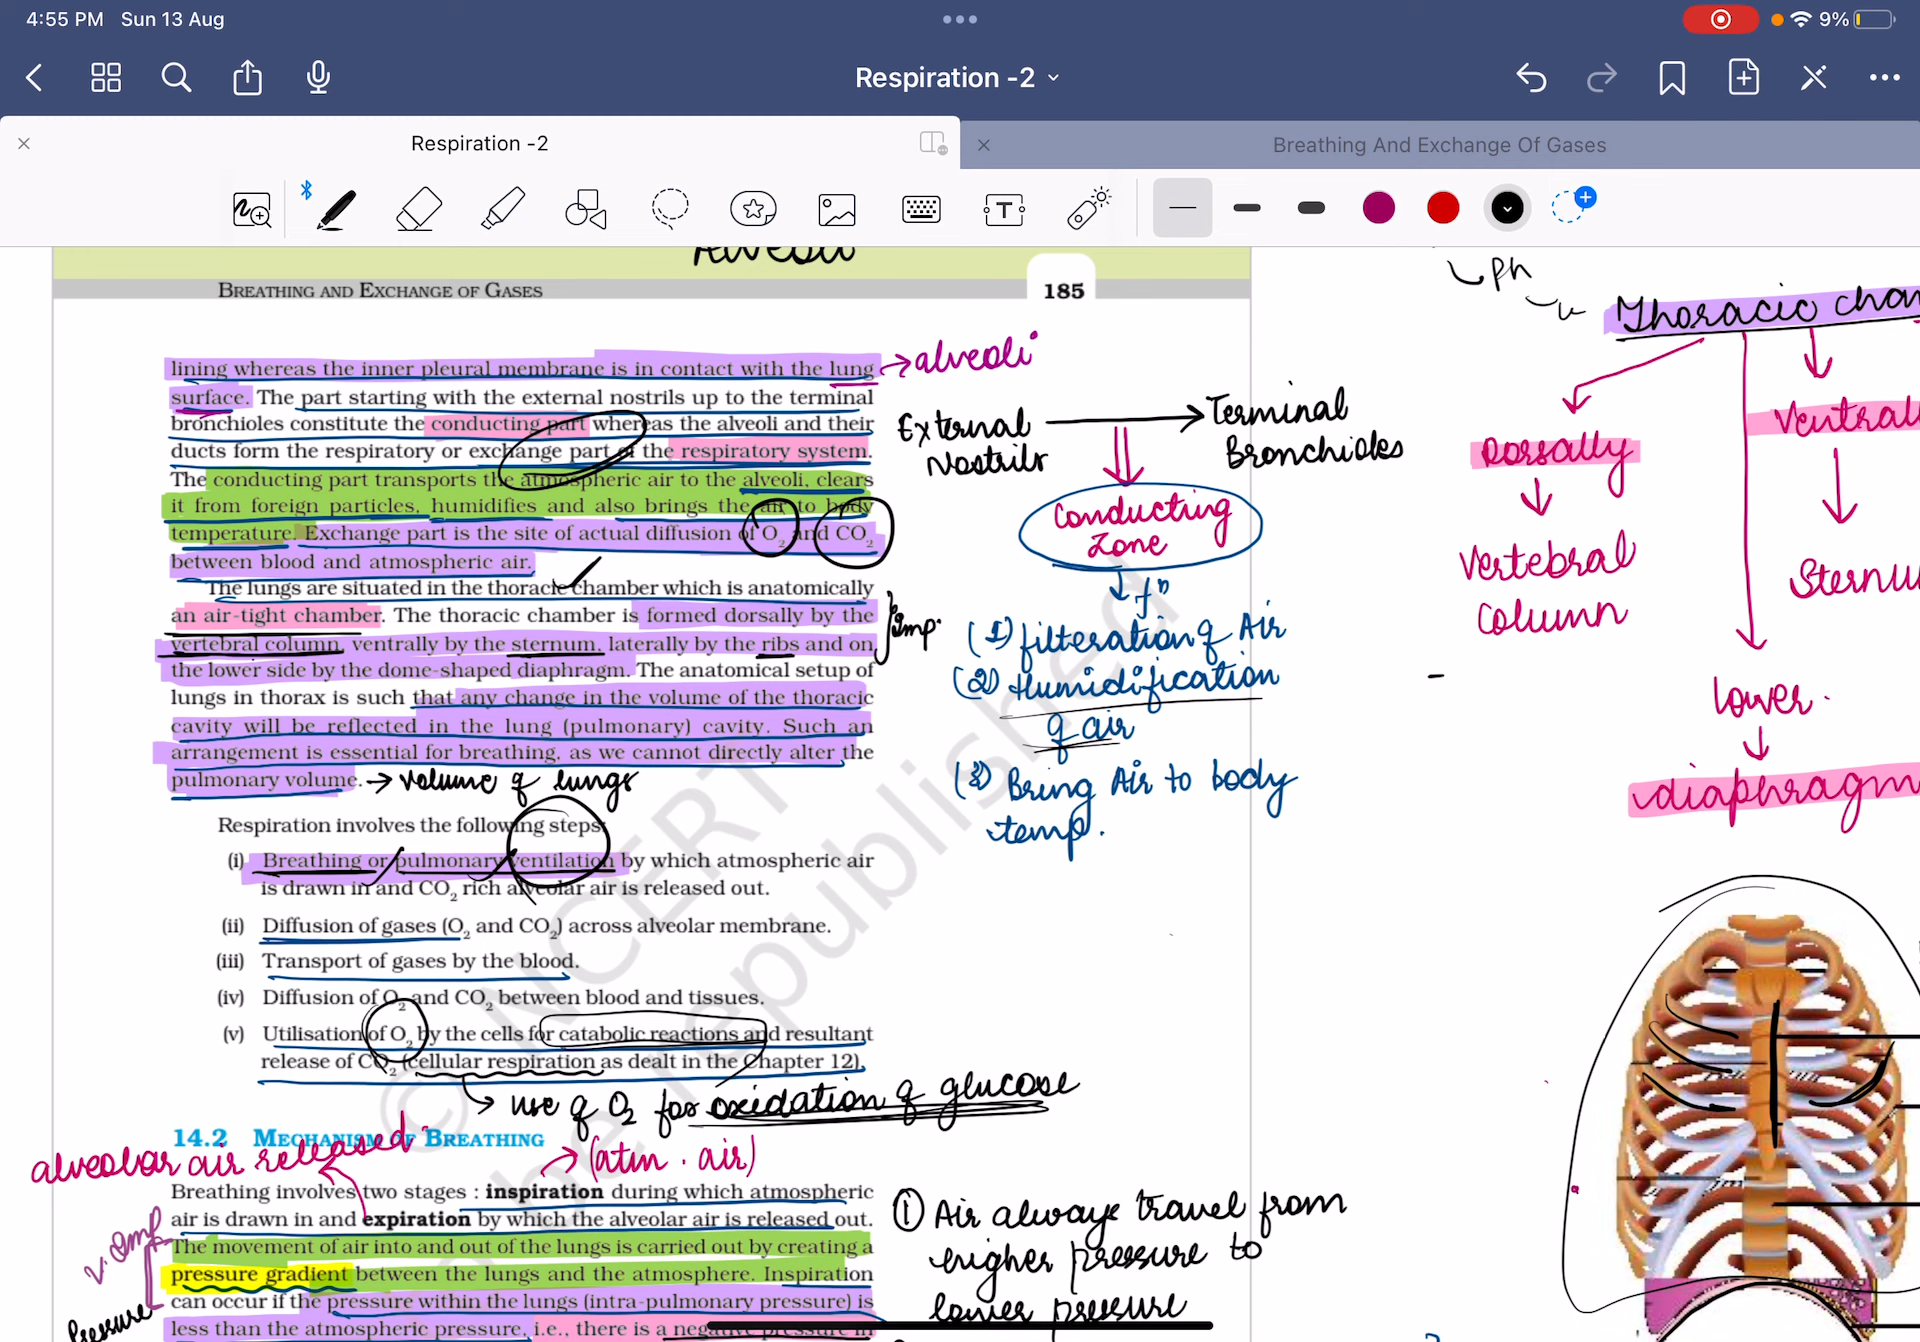 4:55 PM Sun 13 Aug
9%
Respiration -2
Respiration -2
Breathing And Exchange Of Gases
T
Alveoli
BREATHING AND EXCHANGE OF GASES
185
lining whereas the inner pleural membrane is in contact with the lung
surface. The part starting with the external nostrils up to the terminal
bronchioles constitute the conducting part whereas the alveoli and their
ducts form the respiratory or exchange part of the respiratory system.
The conducting part transports the atmospheric air to the alveoli, clears
it from foreign particles, humidifies and also brings the air to body
temperature. Exchange part is the site of actual diffusion of O2 and CO2
between blood and atmospheric air.
The lungs are situated in the thoracic chamber which is anatomically
an air-tight chamber. The thoracic chamber is formed dorsally by the
vertebral column, ventrally by the sternum, laterally by the ribs and on
the lower side by the dome-shaped diaphragm. The anatomical setup of
lungs in thorax is such that any change in the volume of the thoracic
cavity will be reflected in the lung (pulmonary) cavity. Such an
arrangement is essential for breathing, as we cannot directly alter the
pulmonary volume. → Volume of lungs
Respiration involves the following steps:
(i) Breathing or pulmonary ventilation by which atmospheric air
is drawn in and CO2 rich alveolar air is released out.
(ii) Diffusion of gases (O2 and CO2) across alveolar membrane.
(iii) Transport of gases by the blood.
(iv) Diffusion of O2 and CO2 between blood and tissues.
(v) Utilisation of O2 by the cells for catabolic reactions and resultant
release of CO2 (cellular respiration as dealt in the Chapter 12).
→ use of O2 for oxidation of glucose
14.2 MECHANISM OF BREATHING
alveolar air released
→ (atm. air)
Breathing involves two stages : inspiration during which atmospheric
air is drawn in and expiration by which the alveolar air is released out.
The movement of air into and out of the lungs is carried out by creating a
pressure gradient between the lungs and the atmosphere. Inspiration
can occur if the pressure within the lungs (intra-pulmonary pressure) is
less than the atmospheric pressure, i.e., there is a negative pressure in
V. Imp
Pressure
→ alveoli
External
Nostrils
→ Terminal
Bronchioles
Conducting
Zone
↓ fn
(1) filteration of Air
(2) Humidification
of air
(3) Bring Air to body
temp.
Imp.
① Air always travel from
higher pressure to
lower pressure
Ph
Thoracic cham
Dorsally
Vertebral
Column
Ventral
Sternu
lower.
diaphragm
© NCERT
be republished